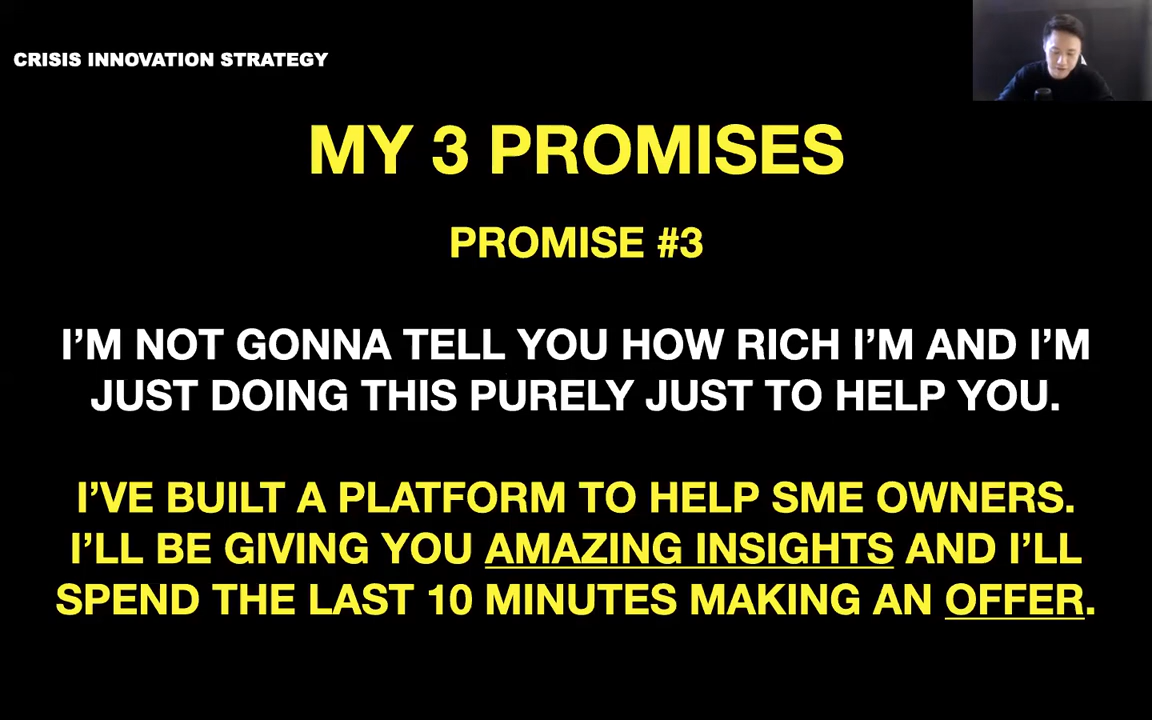 CRISIS INNOVATION STRATEGY
MY 3 PROMISES
PROMISE #3
I’M NOT GONNA TELL YOU HOW RICH I’M AND I’M
JUST DOING THIS PURELY JUST TO HELP YOU.
I’VE BUILT A PLATFORM TO HELP SME OWNERS.
I’LL BE GIVING YOU AMAZING INSIGHTS AND I’LL
SPEND THE LAST 10 MINUTES MAKING AN OFFER.